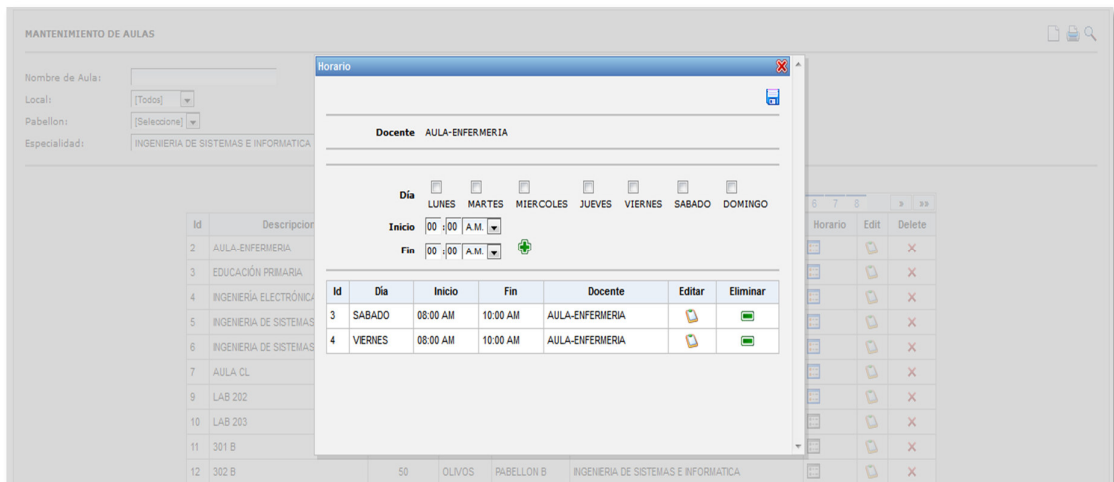 MANTENIMIENTO DE AULAS
Nombre de Aula:
Local: [Todos]
Pabellon: [Seleccione]
Especialidad: INGENIERIA DE SISTEMAS E INFORMATICA
Horario
Docente AULA-ENFERMERIA
Día LUNES MARTES MIERCOLES JUEVES VIERNES SABADO DOMINGO
Inicio 00 : 00 A.M.
Fin 00 : 00 A.M.
Id Día Inicio Fin Docente Editar Eliminar
3 SABADO 08:00 AM 10:00 AM AULA-ENFERMERIA
4 VIERNES 08:00 AM 10:00 AM AULA-ENFERMERIA
6 7 8 » »»
Id Descripcion Horario Edit Delete
2 AULA-ENFERMERIA
3 EDUCACIÓN PRIMARIA
4 INGENIERÍA ELECTRÓNICA
5 INGENIERIA DE SISTEMAS
6 INGENIERIA DE SISTEMAS
7 AULA CL
9 LAB 202
10 LAB 203
11 301 B
12 302 B 50 OLIVOS PABELLON B INGENIERIA DE SISTEMAS E INFORMATICA